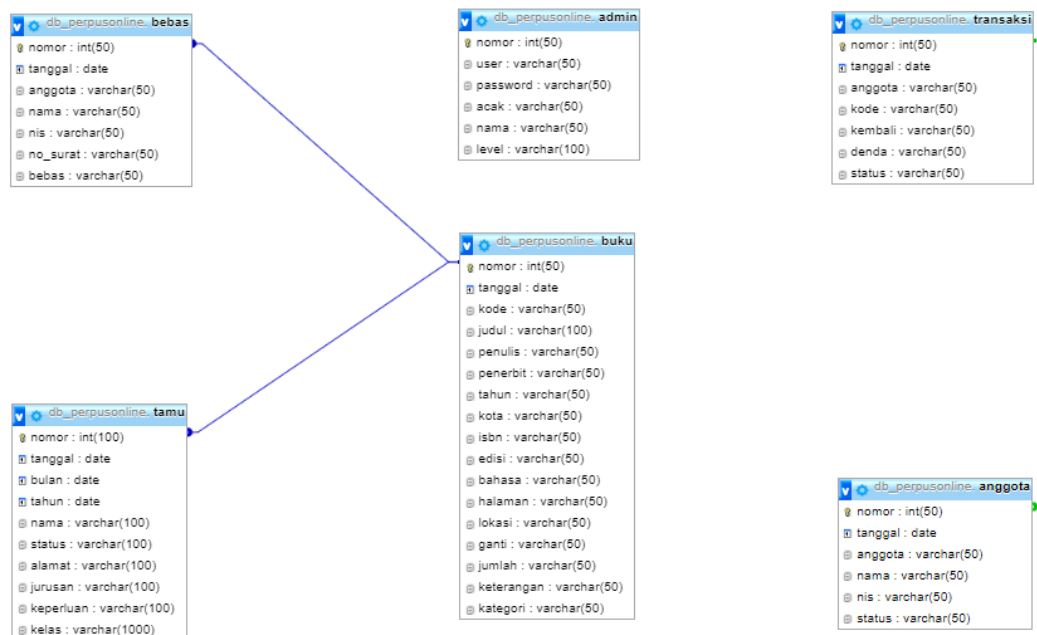 db_perpusonline. bebas
nomor : int(50)
tanggal : date
anggota : varchar(50)
nama : varchar(50)
nis : varchar(50)
no_surat : varchar(50)
bebas : varchar(50)
db_perpusonline. admin
nomor : int(50)
user : varchar(50)
password : varchar(50)
acak : varchar(50)
nama : varchar(50)
level : varchar(100)
db_perpusonline. transaksi
nomor : int(50)
tanggal : date
anggota : varchar(50)
kode : varchar(50)
kembali : varchar(50)
denda : varchar(50)
status : varchar(50)
db_perpusonline. buku
nomor : int(50)
tanggal : date
kode : varchar(50)
judul : varchar(100)
penulis : varchar(50)
penerbit : varchar(50)
tahun : varchar(50)
kota : varchar(50)
isbn : varchar(50)
edisi : varchar(50)
bahasa : varchar(50)
halaman : varchar(50)
lokasi : varchar(50)
ganti : varchar(50)
jumlah : varchar(50)
keterangan : varchar(50)
kategori : varchar(50)
db_perpusonline. tamu
nomor : int(100)
tanggal : date
bulan : date
tahun : date
nama : varchar(100)
status : varchar(100)
alamat : varchar(100)
jurusan : varchar(100)
keperluan : varchar(100)
kelas : varchar(1000)
db_perpusonline. anggota
nomor : int(50)
tanggal : date
anggota : varchar(50)
nama : varchar(50)
nis : varchar(50)
status : varchar(50)